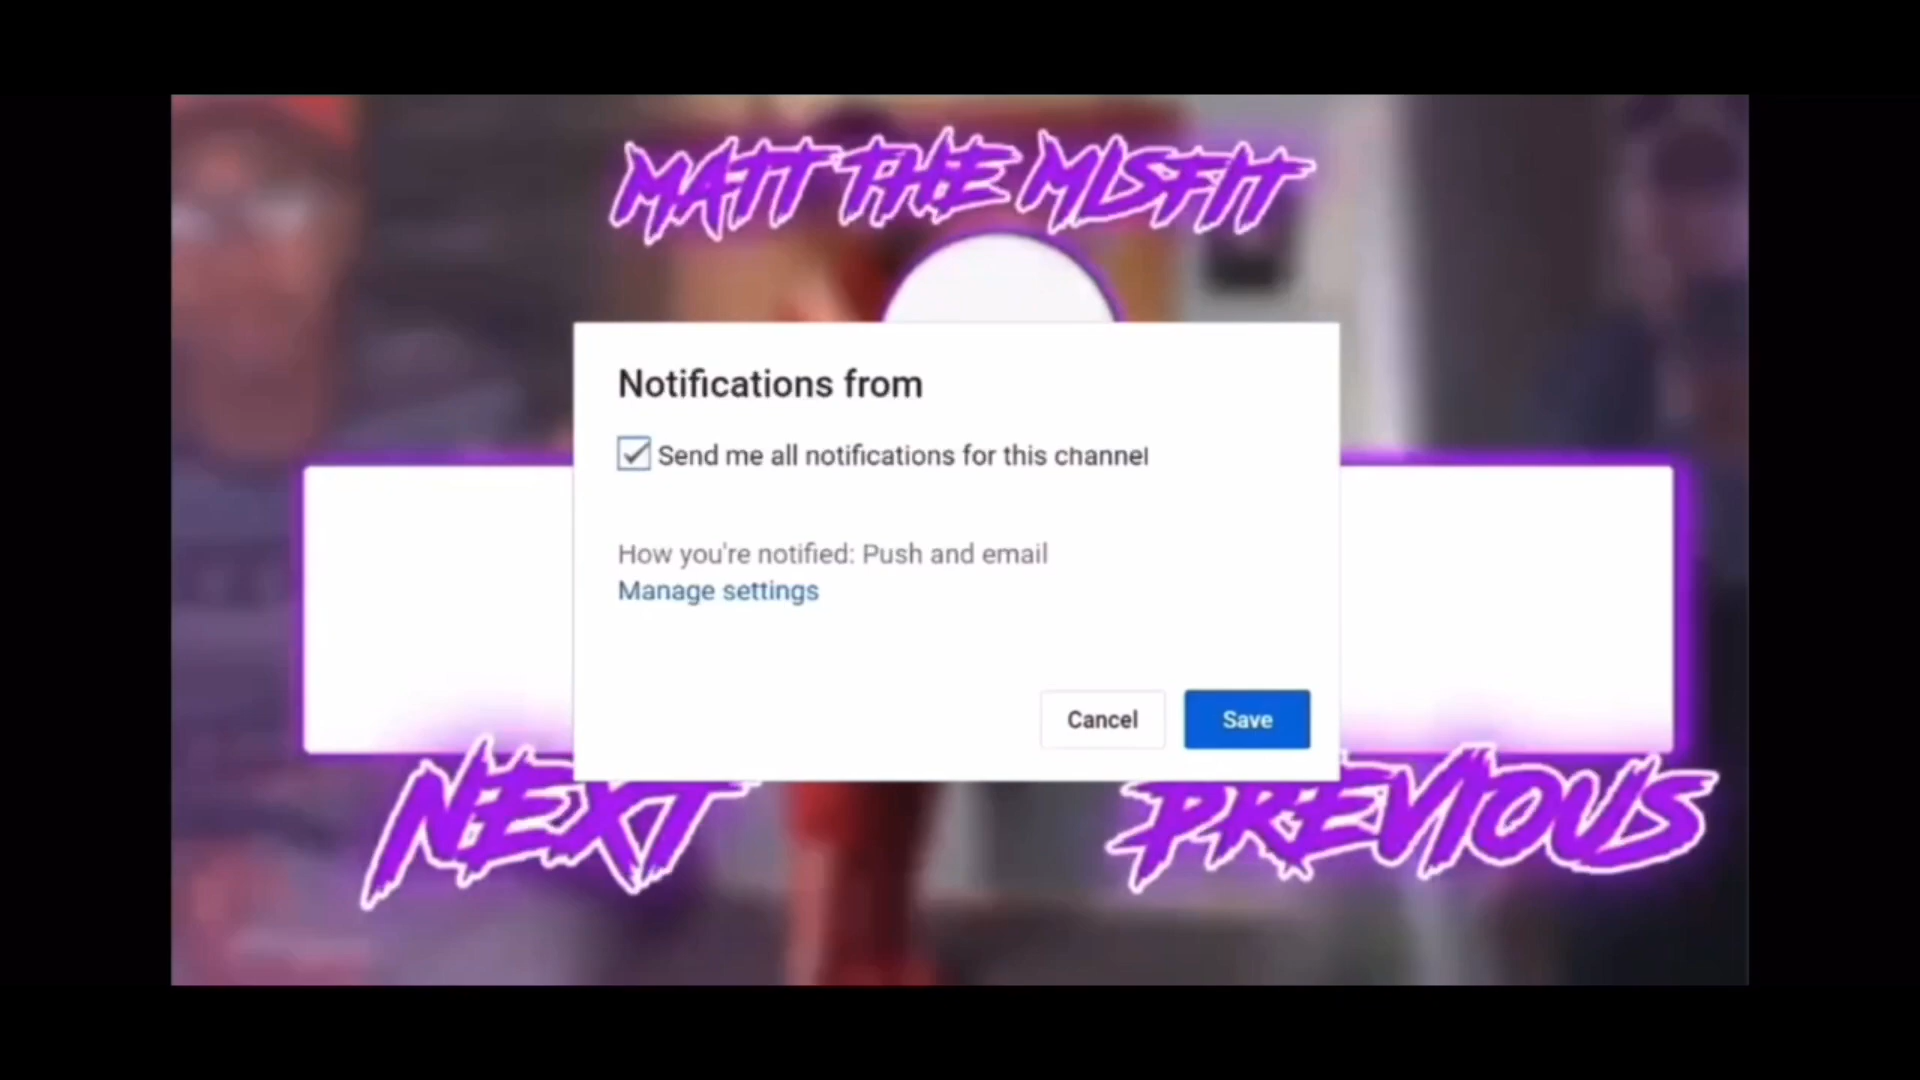 MATT THE MISFIT
Notifications from
Send me all notifications for this channel
How you're notified: Push and email
Manage settings
Cancel
Save
NEXT
PREVIOUS